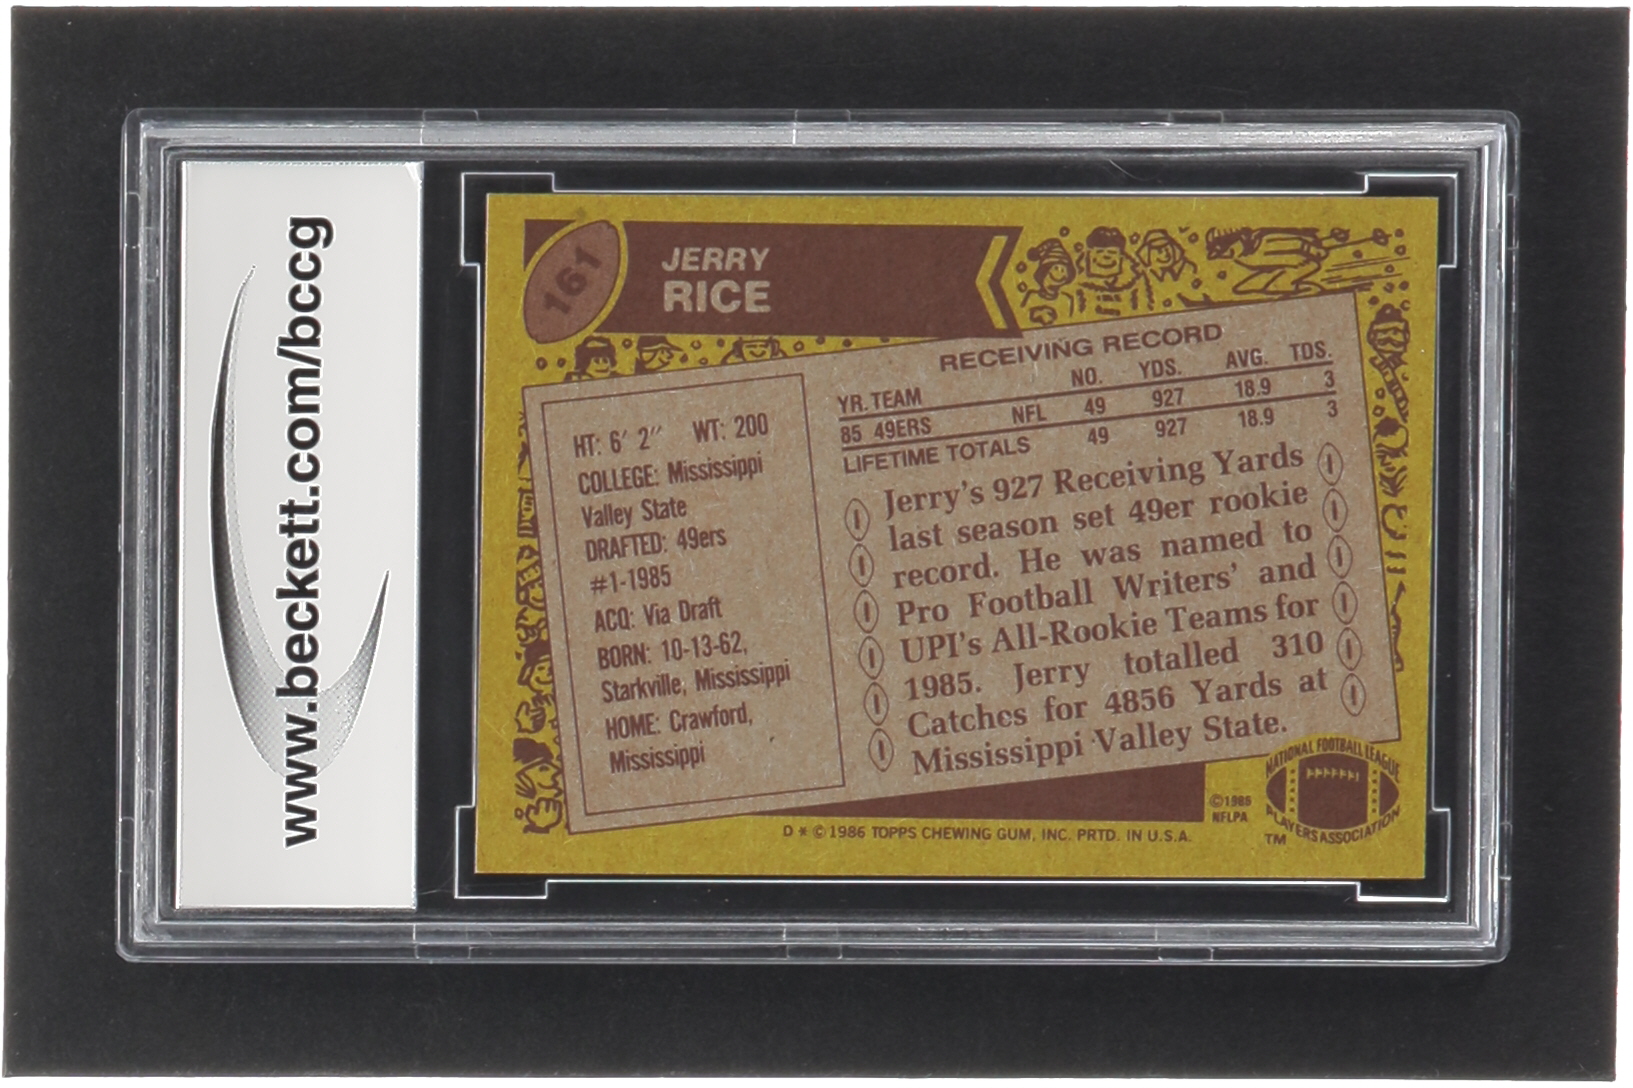 www.beckett.com/bccg
161
JERRY
RICE
RECEIVING RECORD
YR. TEAM NO. YDS. AVG. TDS.
85 49ERS NFL 49 927 18.9 3
LIFETIME TOTALS 49 927 18.9 3
HT: 6' 2" WT: 200
COLLEGE: Mississippi
Valley State
DRAFTED: 49ers
#1-1985
ACQ: Via Draft
BORN: 10-13-62,
Starkville, Mississippi
HOME: Crawford,
Mississippi
Jerry's 927 Receiving Yards
last season set 49er rookie
record. He was named to
Pro Football Writers' and
UPI's All-Rookie Teams for
1985. Jerry totalled 310
Catches for 4856 Yards at
Mississippi Valley State.
NATIONAL FOOTBALL LEAGUE
PLAYERS ASSOCIATION
TM
©1986
NFLPA
D * © 1986 TOPPS CHEWING GUM, INC. PRTD. IN U.S.A.